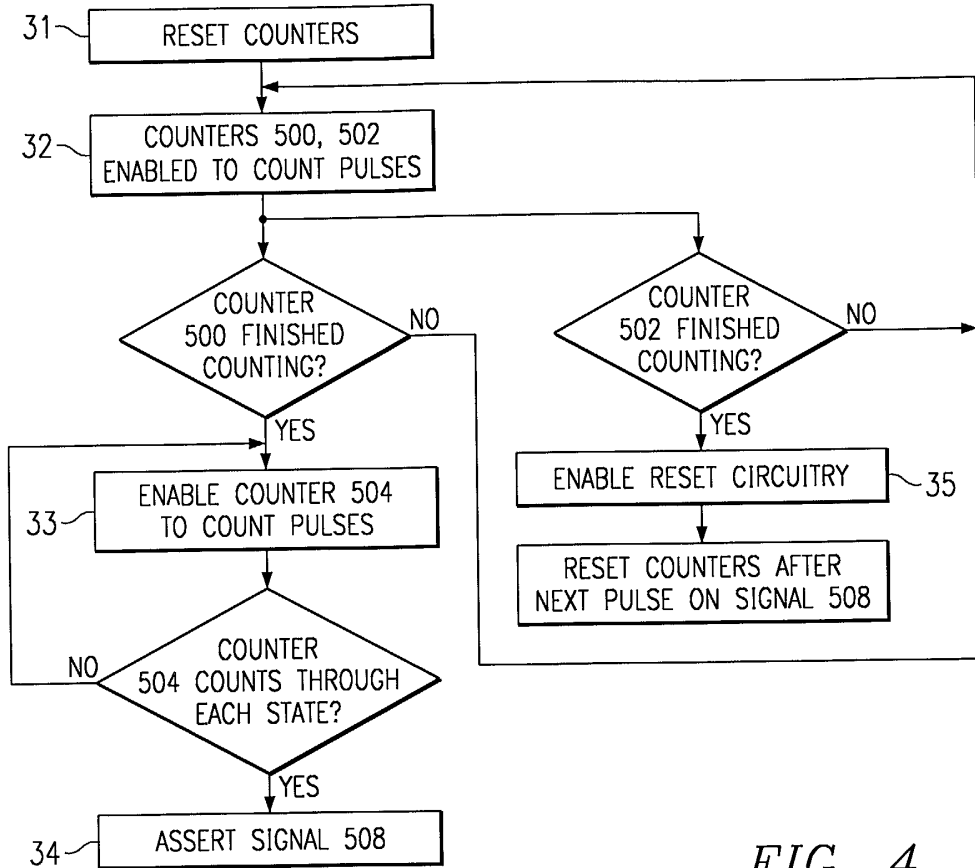 31
RESET COUNTERS
32
COUNTERS 500, 502
ENABLED TO COUNT PULSES
COUNTER
500 FINISHED
COUNTING?
NO
YES
COUNTER
502 FINISHED
COUNTING?
NO
YES
33
ENABLE COUNTER 504
TO COUNT PULSES
ENABLE RESET CIRCUITRY
35
RESET COUNTERS AFTER
NEXT PULSE ON SIGNAL 508
COUNTER
504 COUNTS THROUGH
EACH STATE?
NO
YES
34
ASSERT SIGNAL 508
FIG. 4